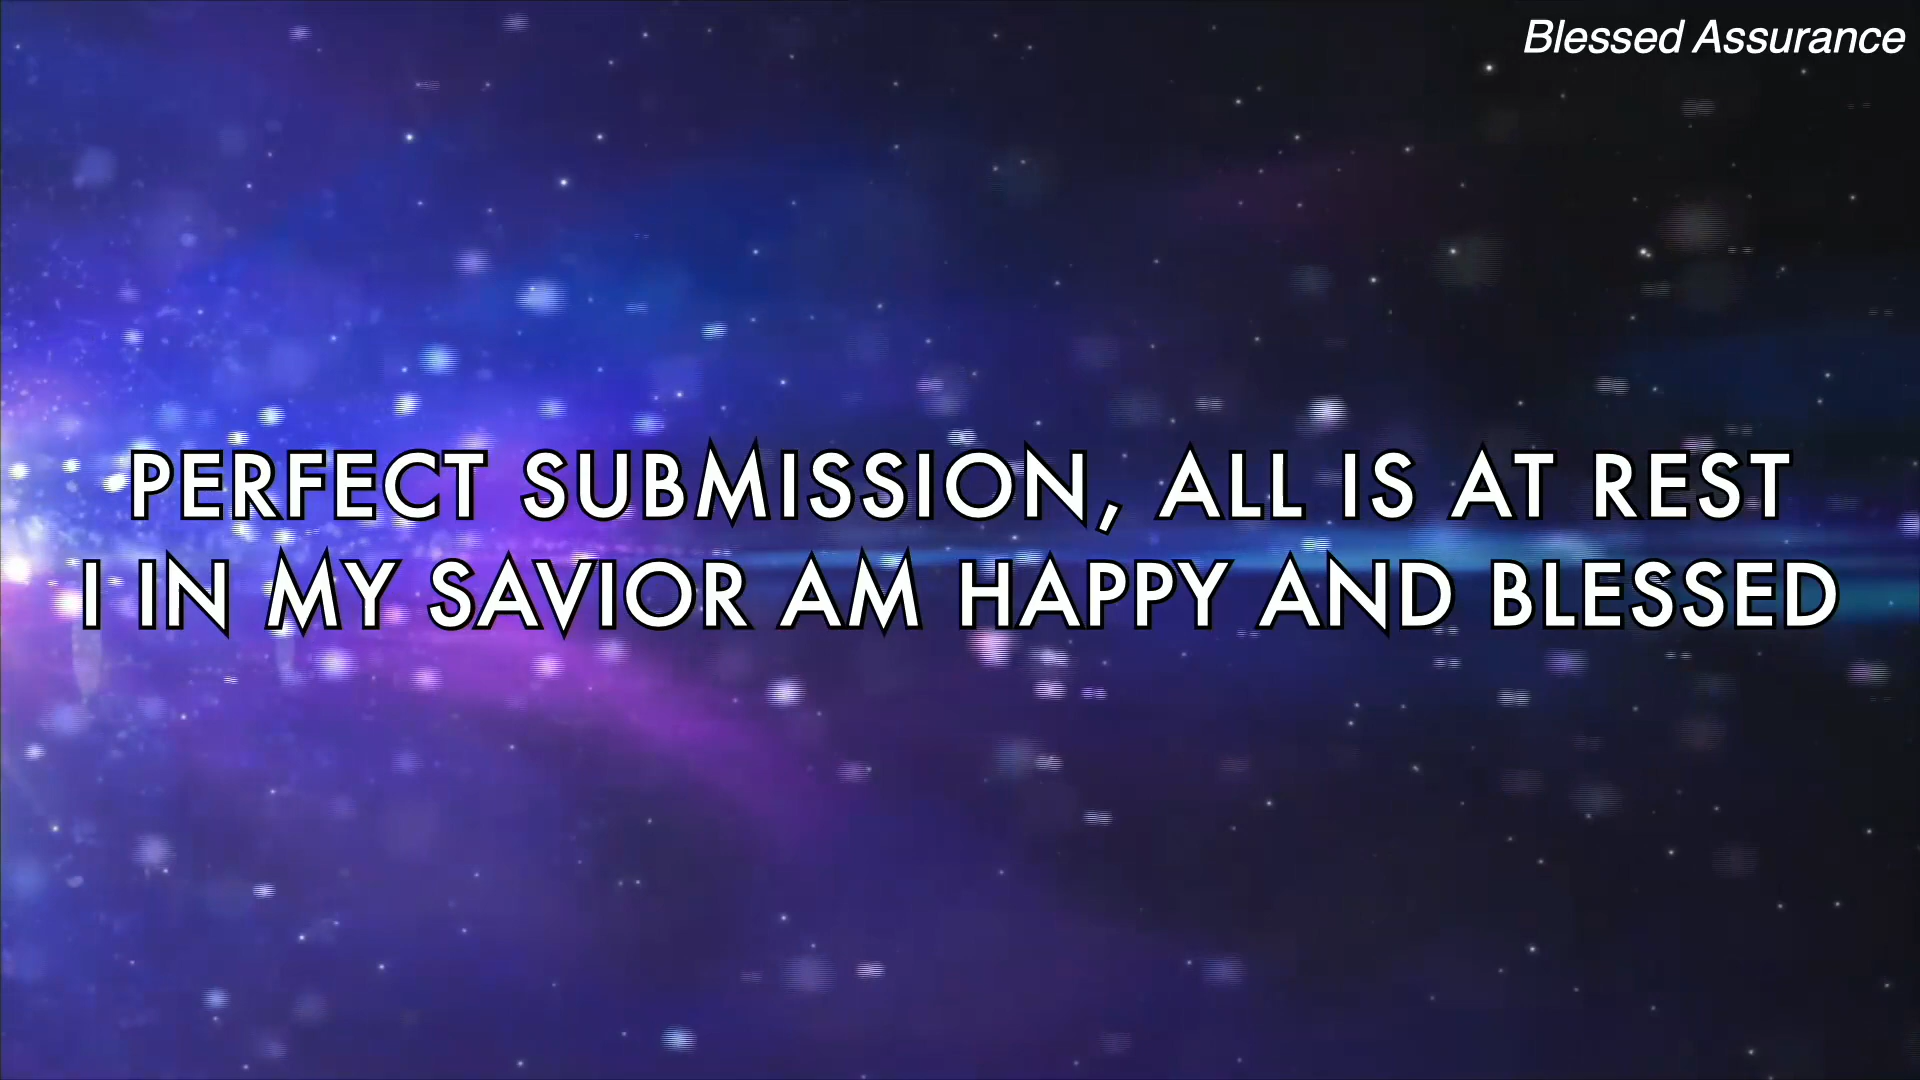 Blessed Assurance
PERFECT SUBMISSION, ALL IS AT REST
I IN MY SAVIOR AM HAPPY AND BLESSED